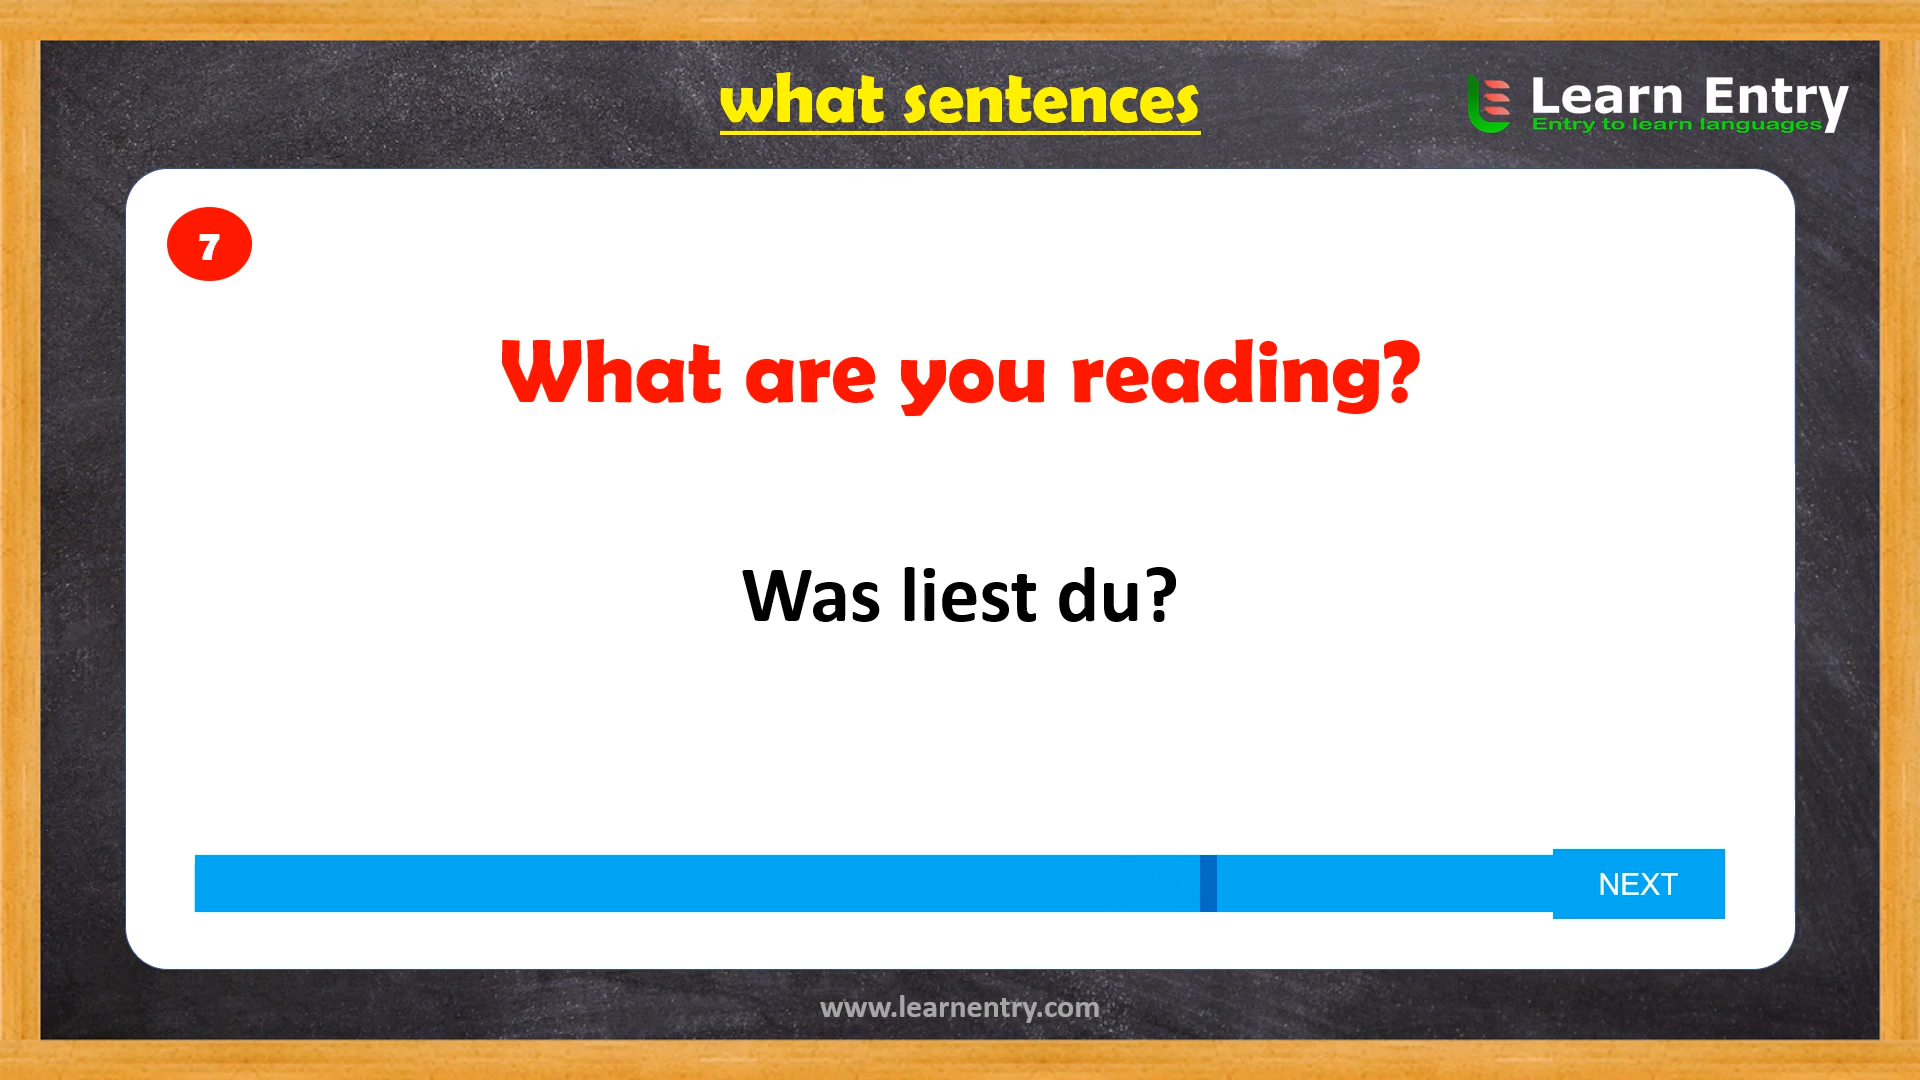 what sentences
Learn Entry
Entry to learn languages
7
What are you reading?
Was liest du?
NEXT
www.learnentry.com